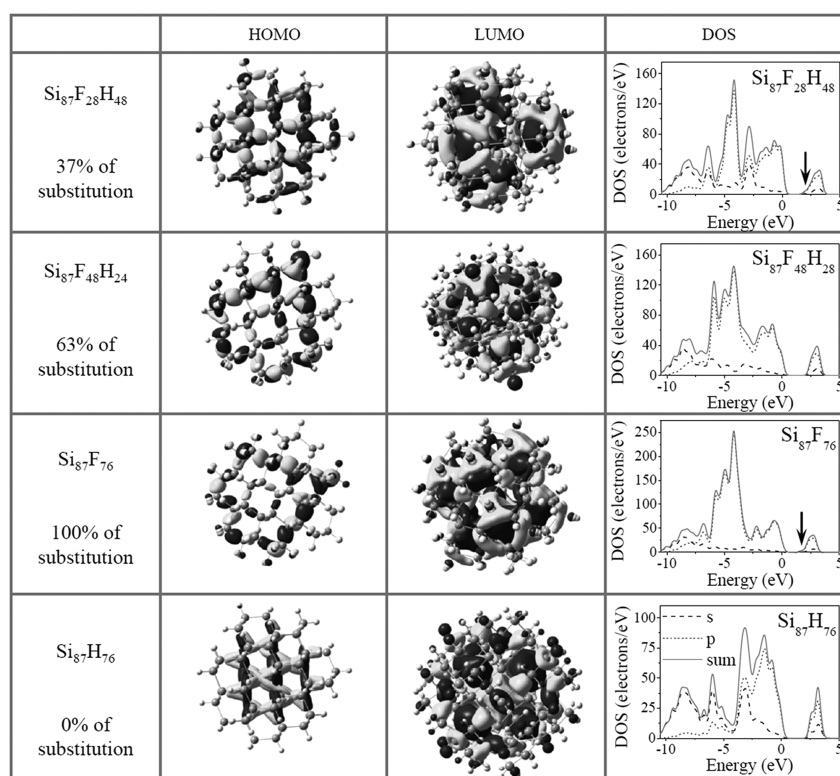 HOMO LUMO DOS
Si87F28H48
37% of
substitution
Si87F28H48
DOS (electrons/eV)
160
120
80
40
0
-10 -5 0 5
Energy (eV)
Si87F48H24
63% of
substitution
Si87F48H28
DOS (electrons/eV)
160
120
80
40
0
-10 -5 0 5
Energy (eV)
Si87F76
100% of
substitution
Si87F76
DOS (electrons/eV)
250
200
150
100
50
0
-10 -5 0 5
Energy (eV)
Si87H76
0% of
substitution
Si87H76
s
p
sum
DOS (electrons/eV)
100
75
50
25
0
-10 -5 0 5
Energy (eV)